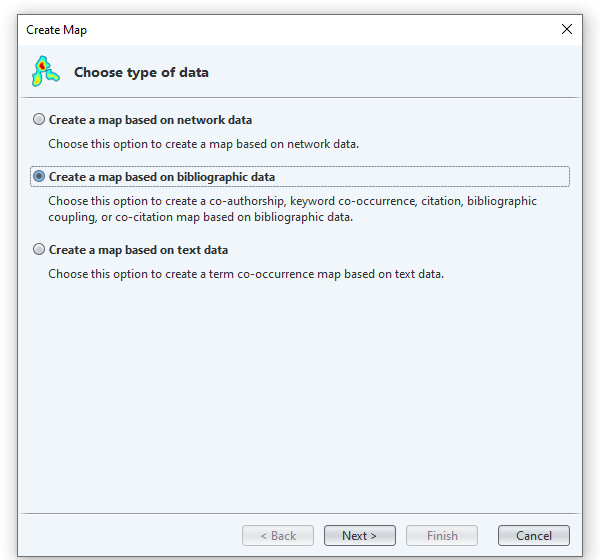 Create Map
Choose type of data
Create a map based on network data
Choose this option to create a map based on network data.
Create a map based on bibliographic data
Choose this option to create a co-authorship, keyword co-occurrence, citation, bibliographic
coupling, or co-citation map based on bibliographic data.
Create a map based on text data
Choose this option to create a term co-occurrence map based on text data.
< Back
Next >
Finish
Cancel